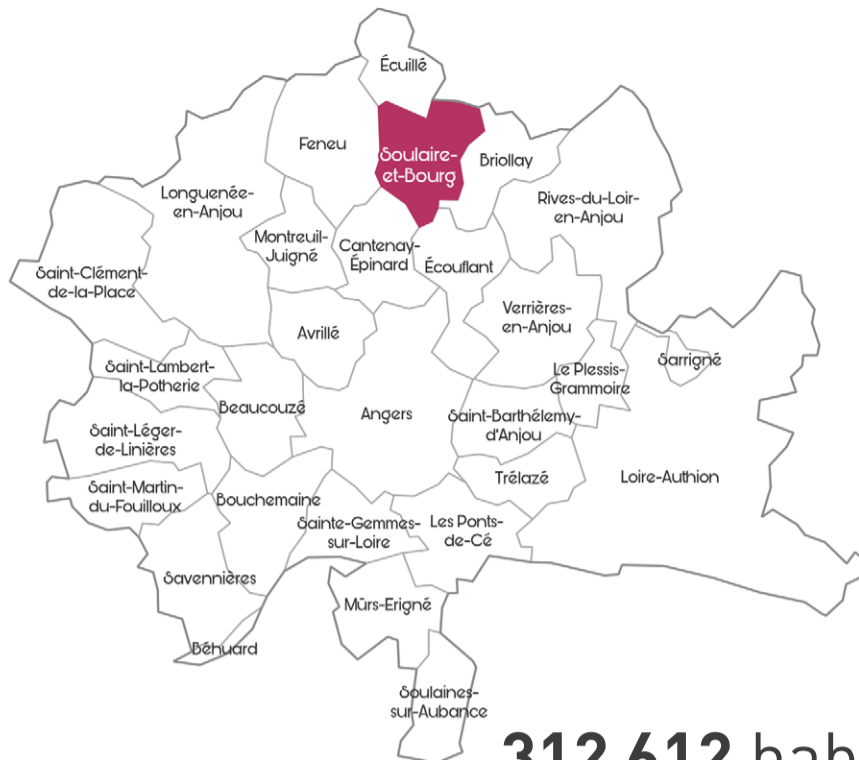 Écuillé
Feneu
Soulaire-
et-Bourg
Briollay
Longuenée-
en-Anjou
Rives-du-Loir-
en-Anjou
Montreuil-
Juigné
Cantenay-
Épinard
Écouflant
Saint-Clément-
de-la-Place
Verrières-
en-Anjou
Avrillé
Sarrigné
Saint-Lambert-
la-Potherie
Le Plessis-
Grammoire
Beaucouzé
Angers
Saint-Barthélemy-
d'Anjou
Saint-Léger-
de-Linières
Trélazé
Loire-Authion
Saint-Martin-
du-Fouilloux
Bouchemaine
Sainte-Gemmes-
sur-Loire
Les Ponts-
de-Cé
Savennières
Mûrs-Erigné
Béhuard
Soulaines-
sur-Aubance
312 612 hab